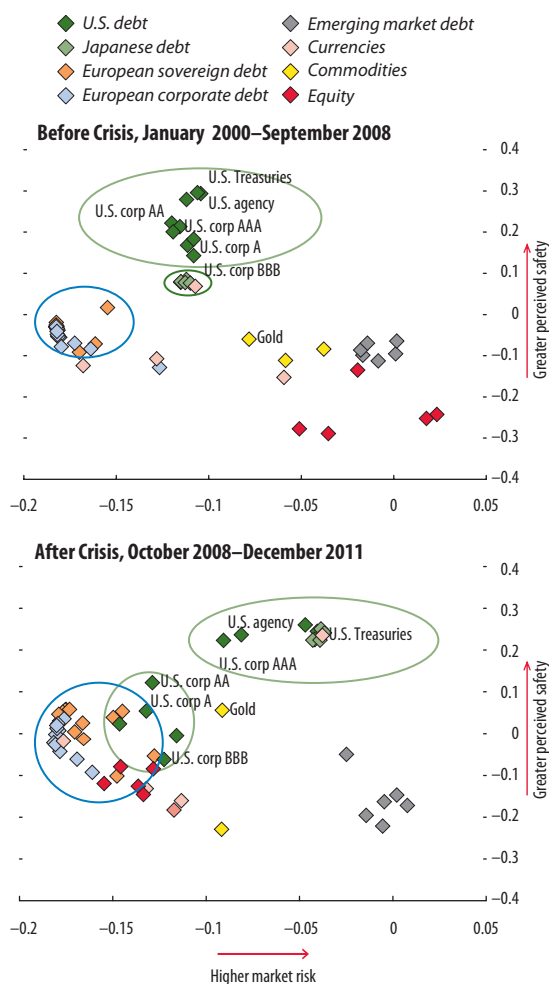 U.S. debt
Japanese debt
European sovereign debt
European corporate debt
Emerging market debt
Currencies
Commodities
Equity
Before Crisis, January 2000–September 2008
0.4
0.3
0.2
0.1
0
−0.1
−0.2
−0.3
−0.4
Greater perceived safety
U.S. Treasuries
U.S. agency
U.S. corp AA
U.S. corp AAA
U.S. corp A
U.S. corp BBB
Gold
−0.2
−0.15
−0.1
−0.05
0
0.05
After Crisis, October 2008–December 2011
0.4
0.3
0.2
0.1
0
−0.1
−0.2
−0.3
−0.4
Greater perceived safety
U.S. agency
U.S. Treasuries
U.S. corp AAA
U.S. corp AA
U.S. corp A
Gold
U.S. corp BBB
−0.2
−0.15
−0.1
−0.05
0
0.05
Higher market risk